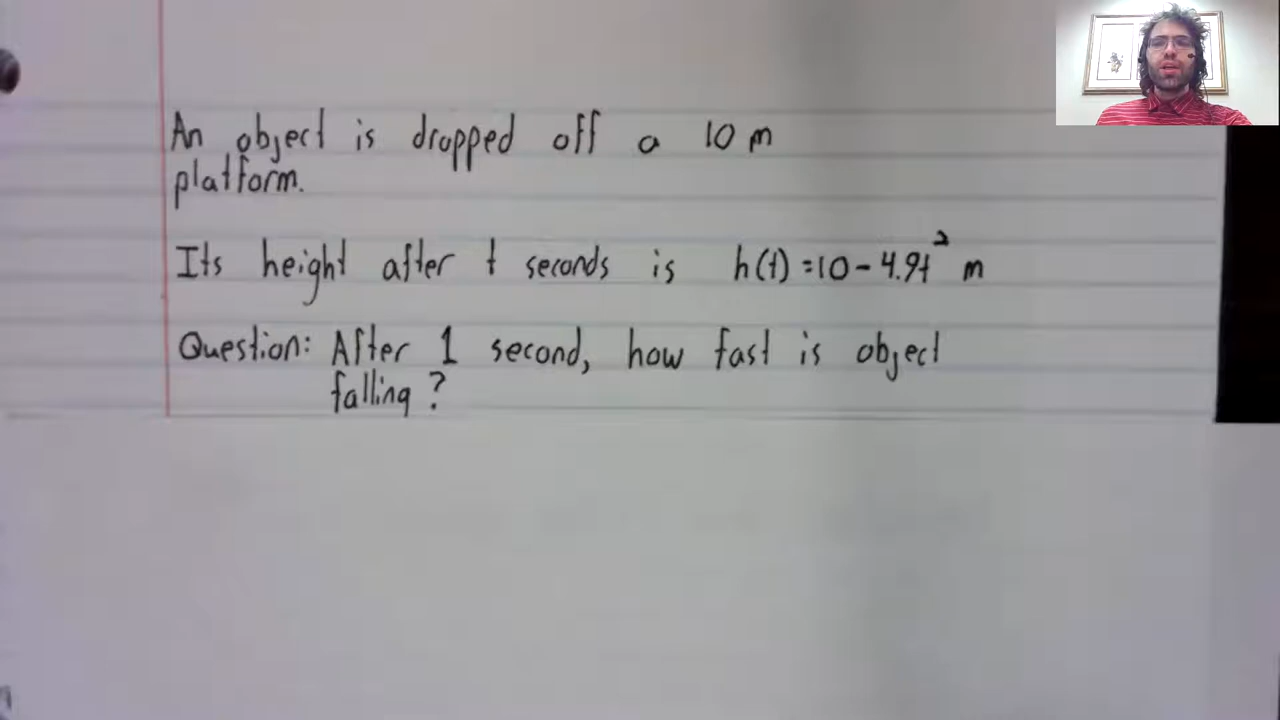 An object is dropped off a 10 m
platform.
Its height after t seconds is h(t) = 10 - 4.9t² m
Question: After 1 second, how fast is object
falling?